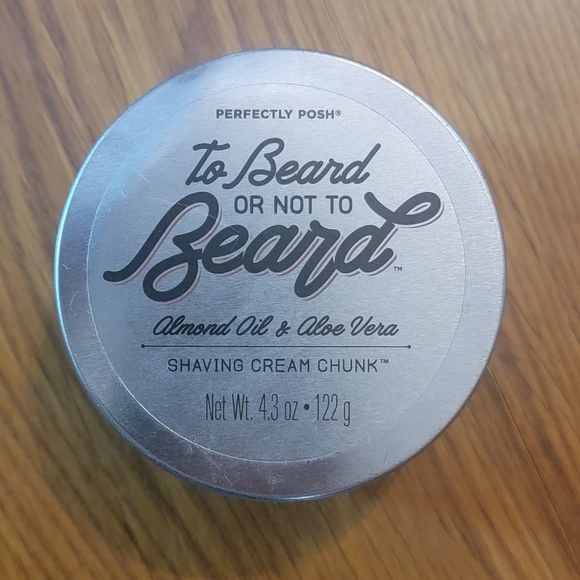 PERFECTLY POSH®
To Beard
OR NOT TO
Beard™
Almond Oil & Aloe Vera
SHAVING CREAM CHUNK™
Net Wt. 4.3 oz • 122 g